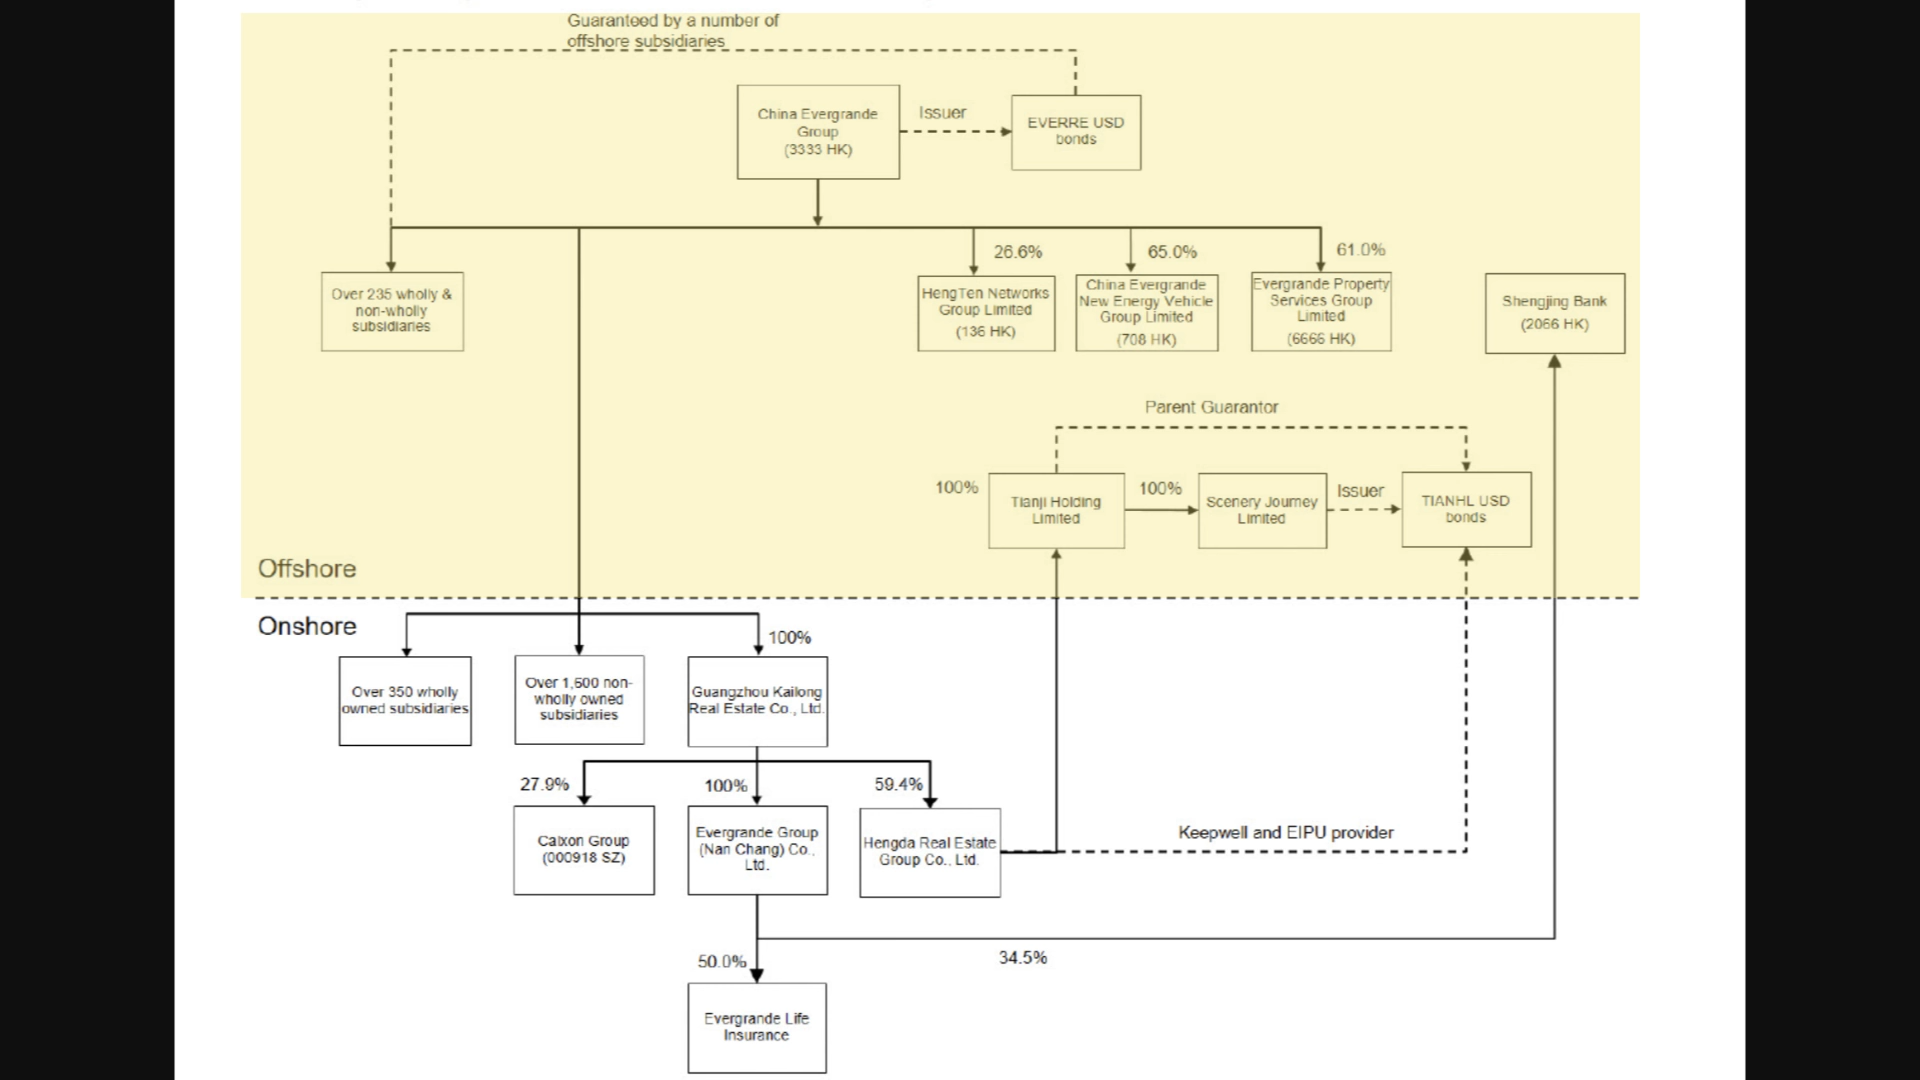 Guaranteed by a number of
offshore subsidiaries
China Evergrande
Group
(3333 HK)
Issuer
EVERRE USD
bonds
26.6%
65.0%
61.0%
Over 235 wholly &
non-wholly
subsidiaries
HengTen Networks
Group Limited
(136 HK)
China Evergrande
New Energy Vehicle
Group Limited
(708 HK)
Evergrande Property
Services Group
Limited
(6666 HK)
Shengjing Bank
(2066 HK)
Parent Guarantor
100%
Tianji Holding
Limited
100%
Scenery Journey
Limited
Issuer
TIANHL USD
bonds
Offshore
Onshore
100%
Over 350 wholly
owned subsidiaries
Over 1,600 non-
wholly owned
subsidiaries
Guangzhou Kailong
Real Estate Co., Ltd.
27.9%
100%
59.4%
Calxon Group
(000918 SZ)
Evergrande Group
(Nan Chang) Co.,
Ltd.
Hengda Real Estate
Group Co., Ltd.
Keepwell and EIPU provider
50.0%
34.5%
Evergrande Life
Insurance